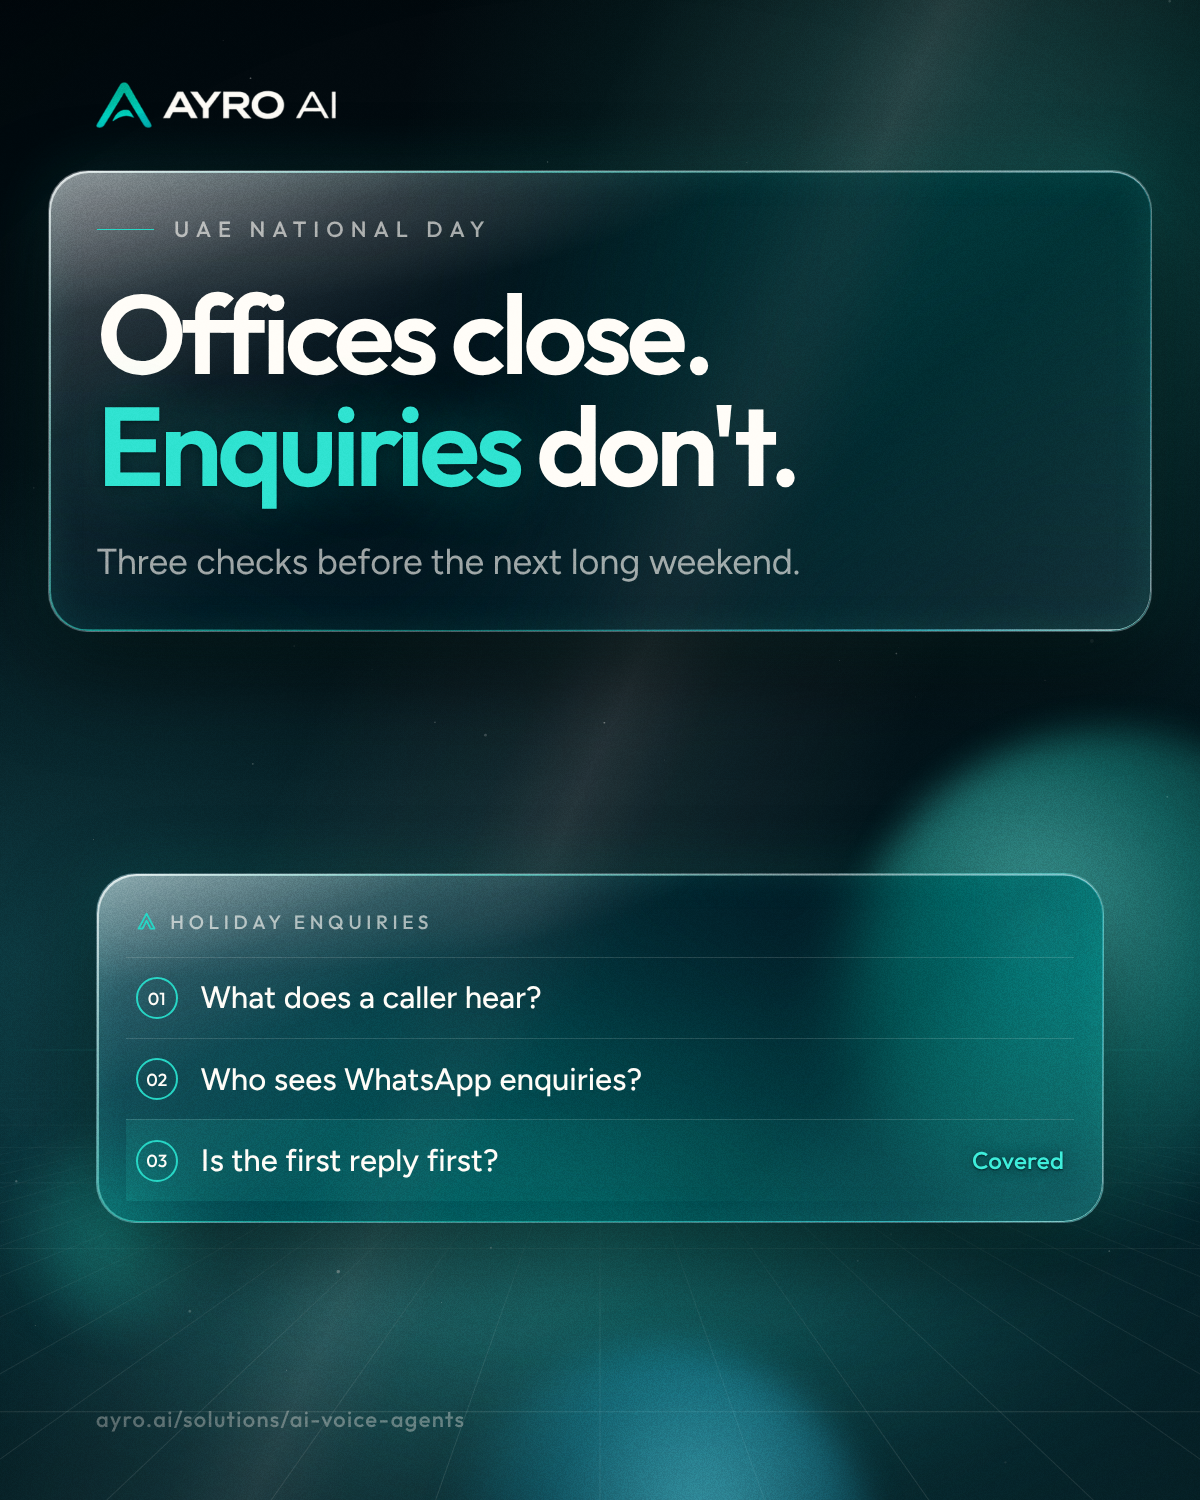 AYRO AI
UAE NATIONAL DAY
Offices close.
Enquiries don't.
Three checks before the next long weekend.
HOLIDAY ENQUIRIES
01 What does a caller hear?
02 Who sees WhatsApp enquiries?
03 Is the first reply first? Covered
ayro.ai/solutions/ai-voice-agents